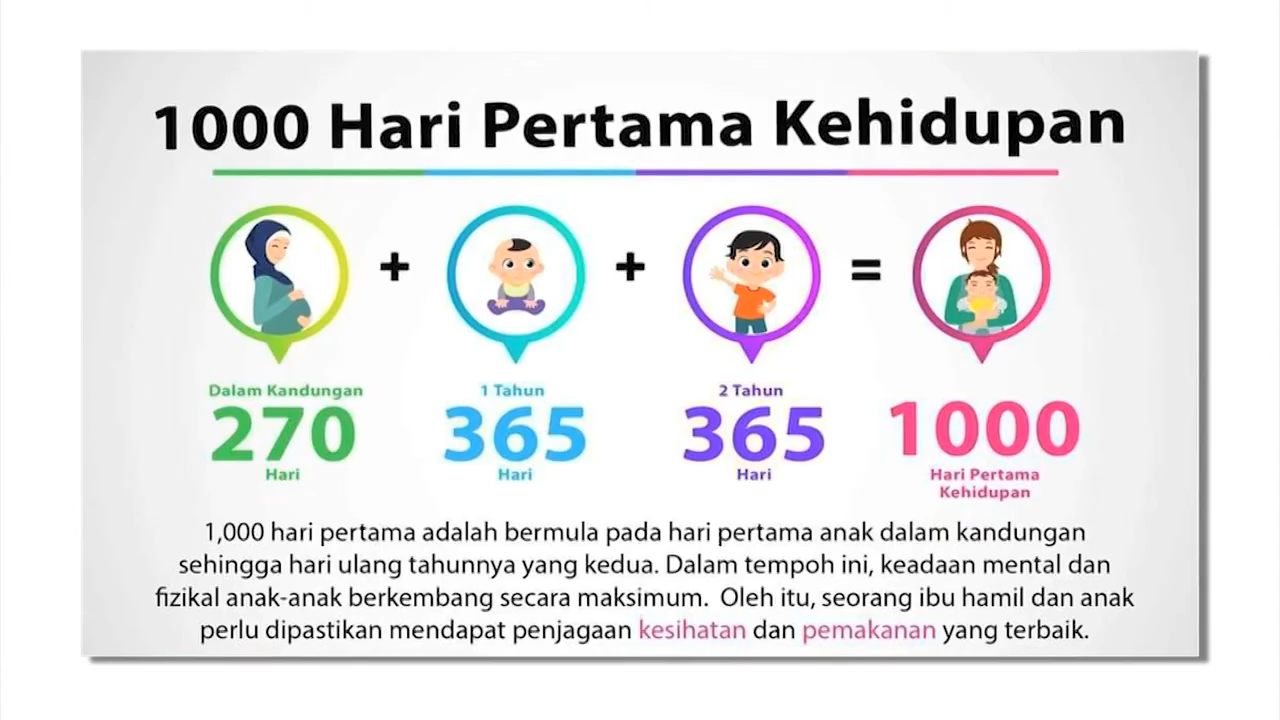 1000 Hari Pertama Kehidupan
+
+
=
Dalam Kandungan
270
Hari
1 Tahun
365
Hari
2 Tahun
365
Hari
1000
Hari Pertama
Kehidupan
1,000 hari pertama adalah bermula pada hari pertama anak dalam kandungan
sehingga hari ulang tahunnya yang kedua. Dalam tempoh ini, keadaan mental dan
fizikal anak-anak berkembang secara maksimum. Oleh itu, seorang ibu hamil dan anak
perlu dipastikan mendapat penjagaan kesihatan dan pemakanan yang terbaik.